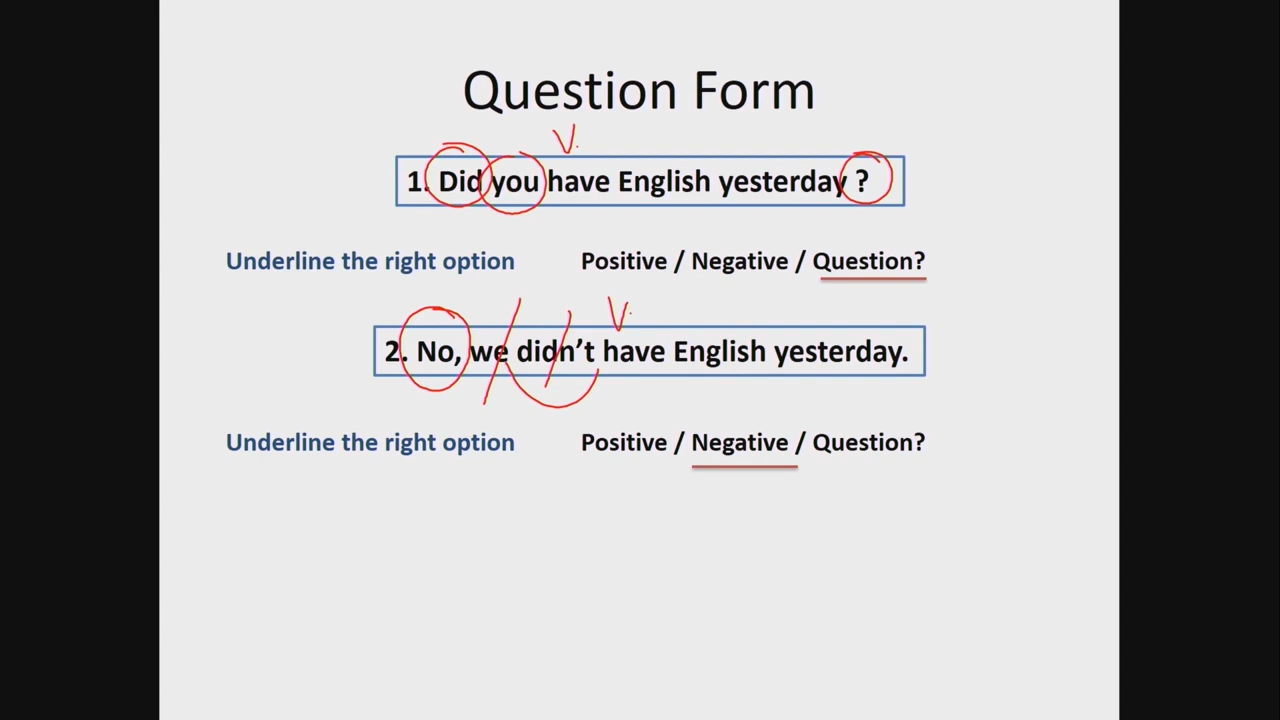 Question Form
V.
1. Did you have English yesterday ?
Underline the right option Positive / Negative / Question?
V.
2. No, we didn't have English yesterday.
Underline the right option Positive / Negative / Question?